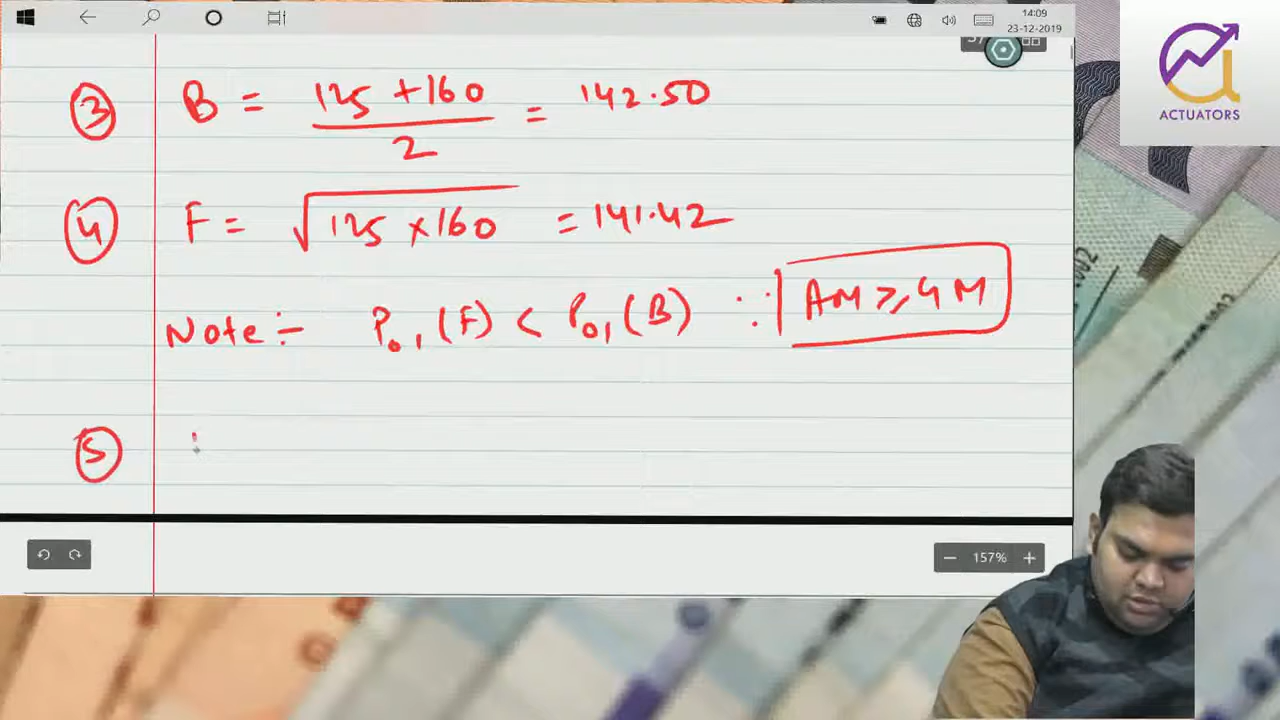 14:09
23-12-2019
ACTUATORS
③ B = 125 + 160 / 2 = 142.50
④ F = √125 × 160 = 141.42
Note :- P₀₁(F) < P₀₁(B) ∵ AM ≥ GM
⑤
157%